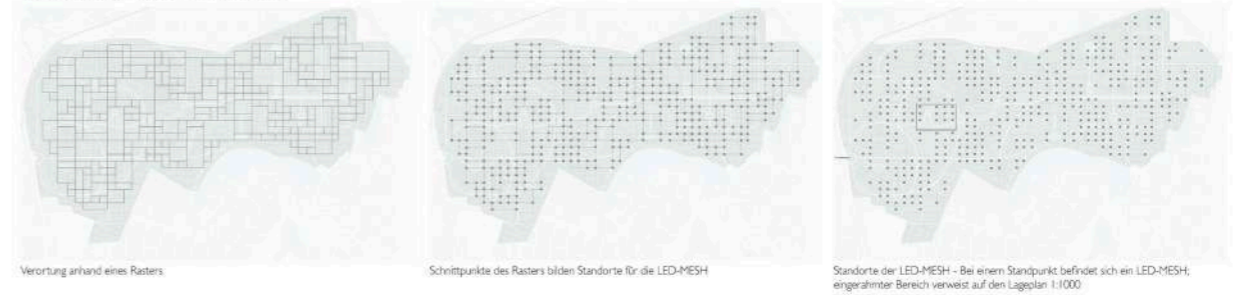 Verortung anhand eines Rasters
Schnittpunkte des Rasters bilden Standorte für die LED-MESH
Standorte der LED-MESH - Bei einem Standpunkt befindet sich ein LED-MESH;
eingerahmter Bereich verweist auf den Lageplan 1:1000